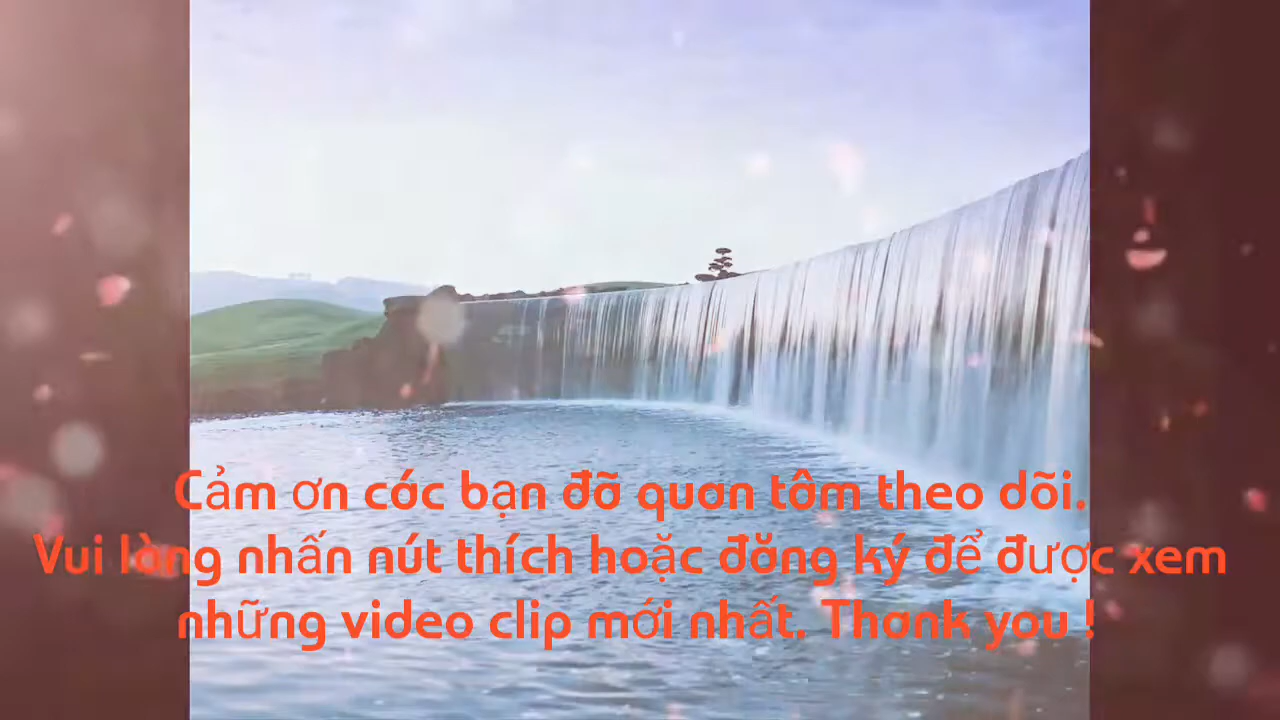 Cảm ơn các bạn đã quan tâm theo dõi.
Vui lòng nhấn nút thích hoặc đăng ký để được xem
những video clip mới nhất. Thank you !